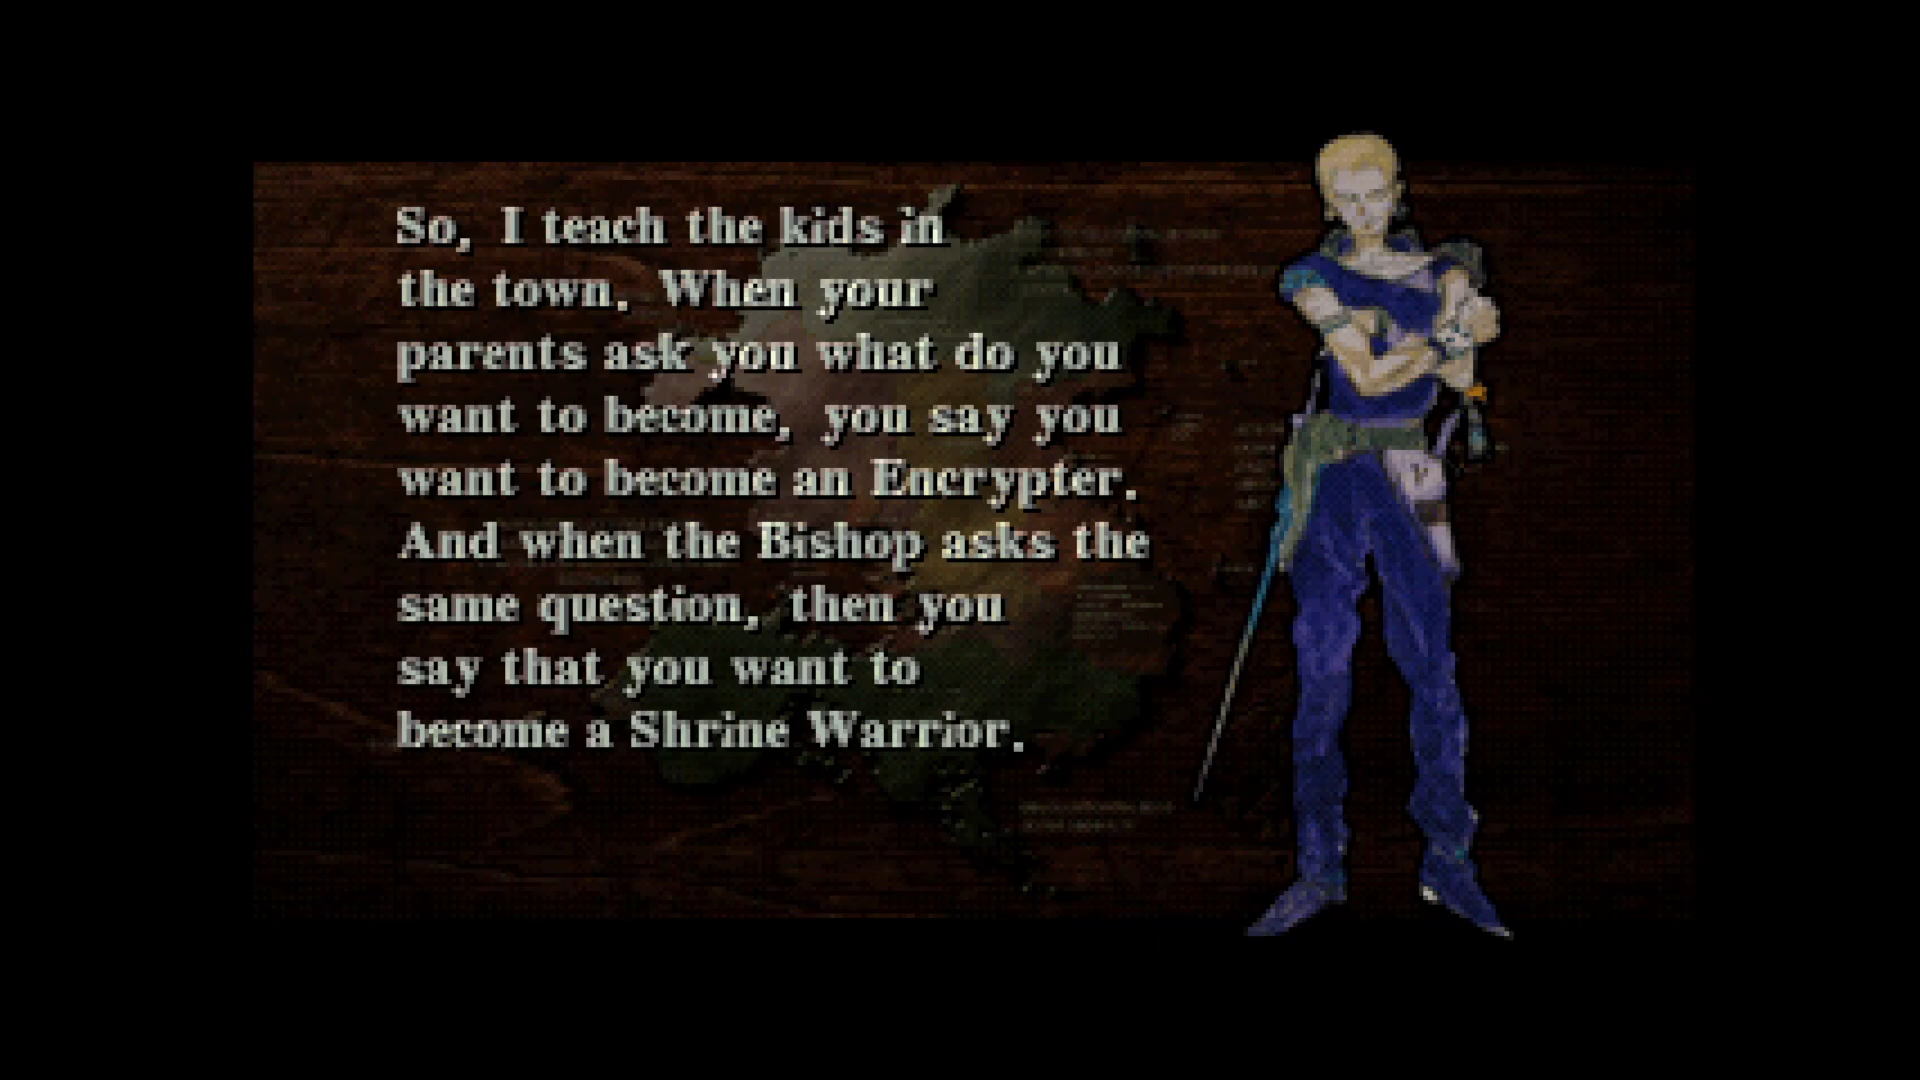 So, I teach the kids in
the town. When your
parents ask you what do you
want to become, you say you
want to become an Encrypter.
And when the Bishop asks the
same question, then you
say that you want to
become a Shrine Warrior.